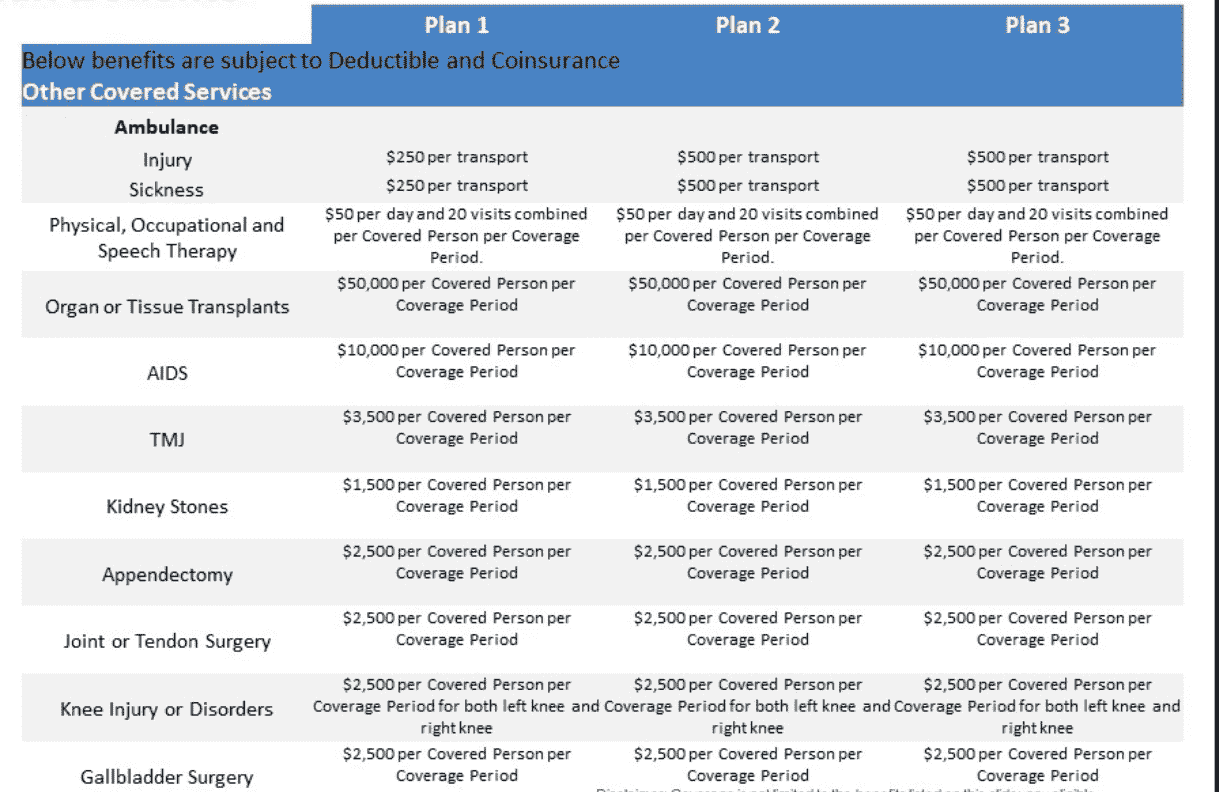 Plan 1 Plan 2 Plan 3
Below benefits are subject to Deductible and Coinsurance
Other Covered Services
Ambulance
Injury $250 per transport $500 per transport $500 per transport
Sickness $250 per transport $500 per transport $500 per transport
Physical, Occupational and Speech Therapy
$50 per day and 20 visits combined $50 per day and 20 visits combined $50 per day and 20 visits combined
per Covered Person per Coverage per Covered Person per Coverage per Covered Person per Coverage
Period. Period. Period.
Organ or Tissue Transplants
$50,000 per Covered Person per $50,000 per Covered Person per $50,000 per Covered Person per
Coverage Period Coverage Period Coverage Period
AIDS
$10,000 per Covered Person per $10,000 per Covered Person per $10,000 per Covered Person per
Coverage Period Coverage Period Coverage Period
TMJ
$3,500 per Covered Person per $3,500 per Covered Person per $3,500 per Covered Person per
Coverage Period Coverage Period Coverage Period
Kidney Stones
$1,500 per Covered Person per $1,500 per Covered Person per $1,500 per Covered Person per
Coverage Period Coverage Period Coverage Period
Appendectomy
$2,500 per Covered Person per $2,500 per Covered Person per $2,500 per Covered Person per
Coverage Period Coverage Period Coverage Period
Joint or Tendon Surgery
$2,500 per Covered Person per $2,500 per Covered Person per $2,500 per Covered Person per
Coverage Period Coverage Period Coverage Period
Knee Injury or Disorders
$2,500 per Covered Person per $2,500 per Covered Person per $2,500 per Covered Person per
Coverage Period for both left knee and Coverage Period for both left knee and Coverage Period for both left knee and
right knee right knee right knee
Gallbladder Surgery
$2,500 per Covered Person per $2,500 per Covered Person per $2,500 per Covered Person per
Coverage Period Coverage Period Coverage Period